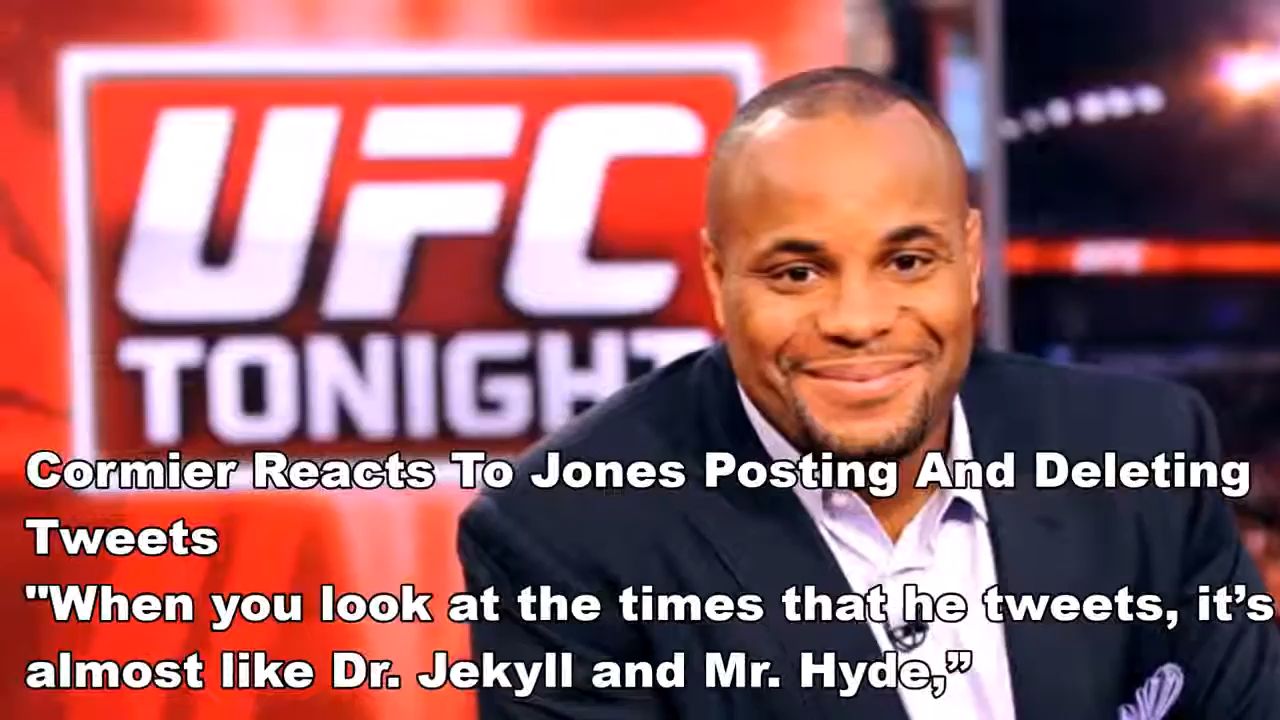 UFC
TONIGHT
Cormier Reacts To Jones Posting And Deleting
Tweets
"When you look at the times that he tweets, it’s
almost like Dr. Jekyll and Mr. Hyde,”